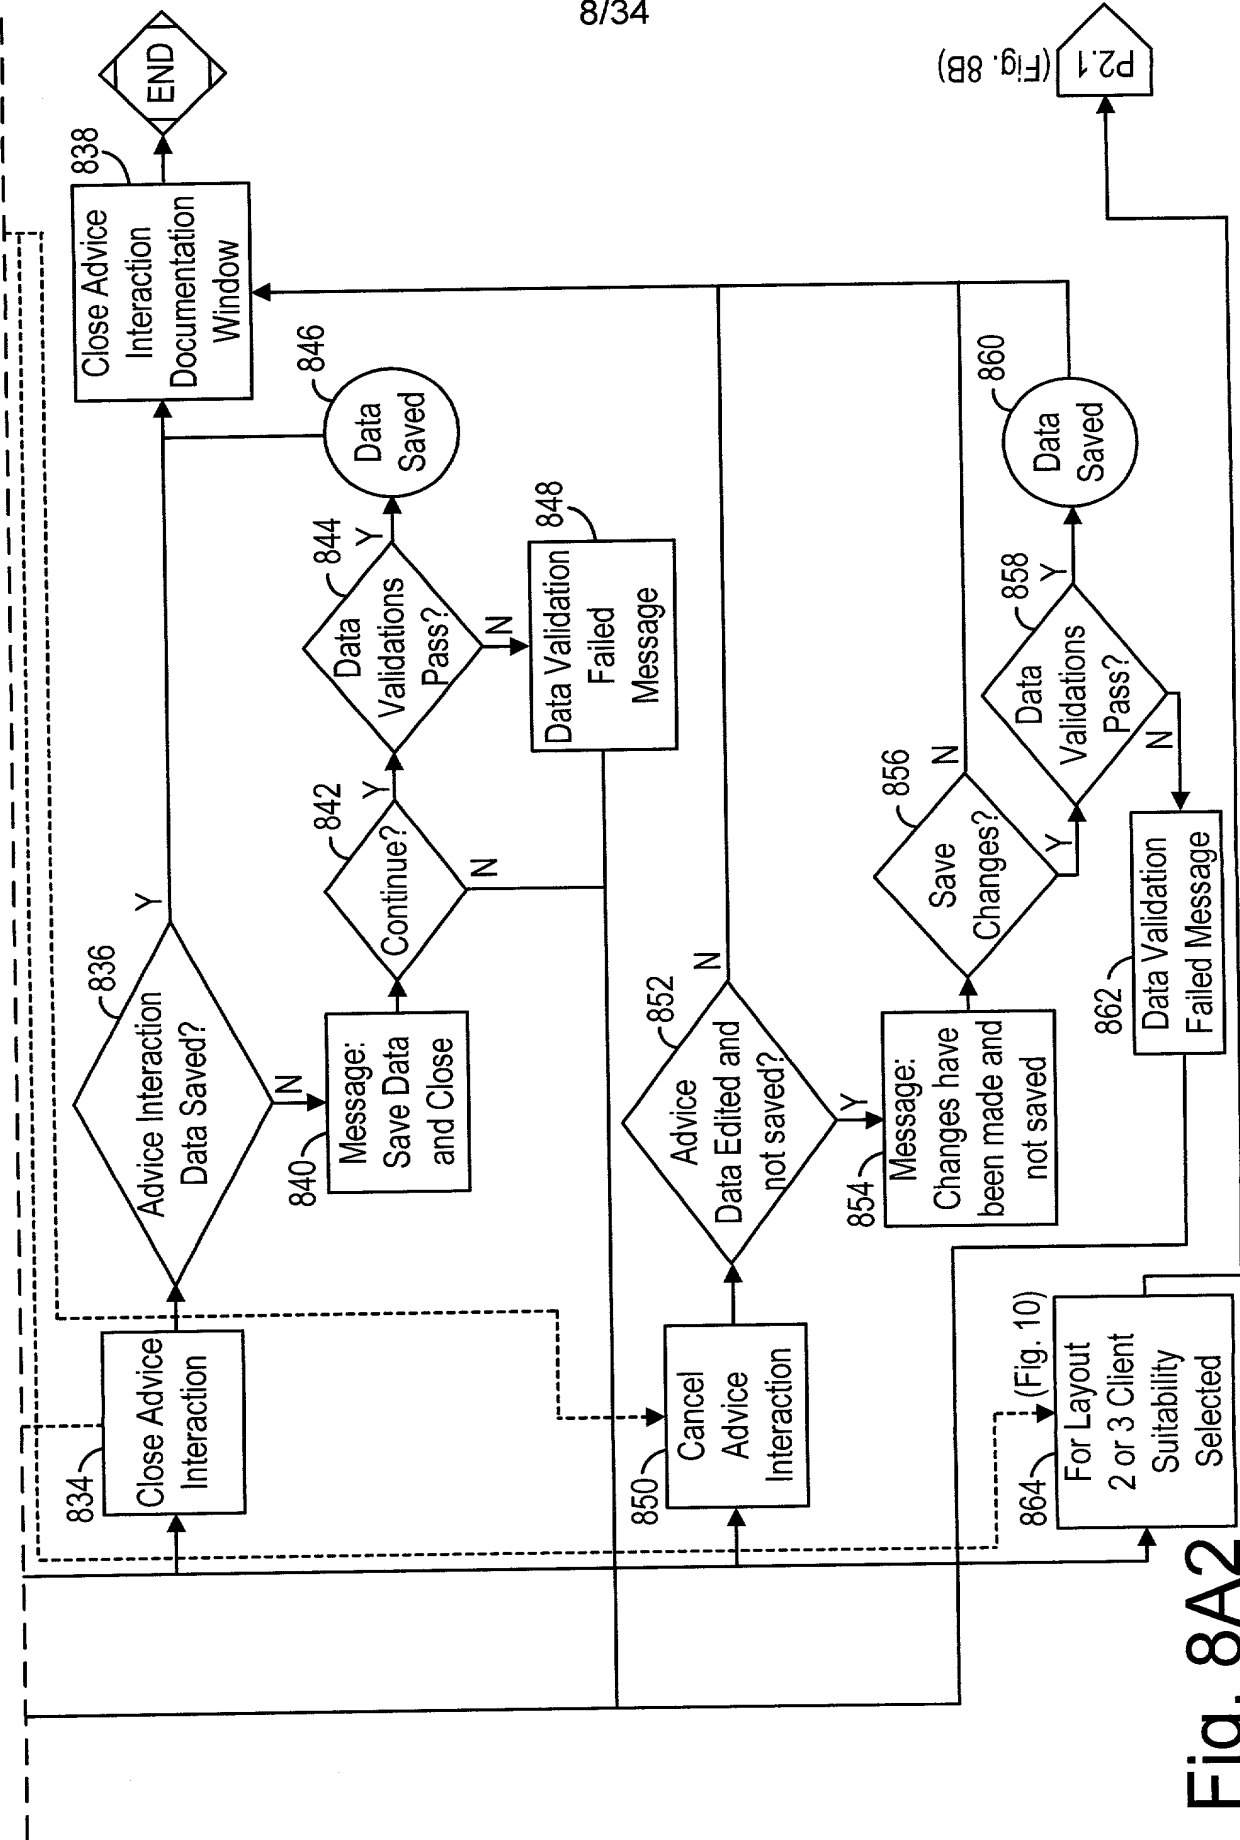 8/34
834
Close Advice
Interaction
836
Advice Interaction
Data Saved?
Y
N
838
Close Advice
Interaction
Documentation
Window
END
840
Message:
Save Data
and Close
842
Continue?
Y
N
844
Data
Validations
Pass?
Y
N
846
Data
Saved
848
Data Validation
Failed
Message
850
Cancel
Advice
Interaction
852
Advice
Data Edited and
not saved?
N
Y
854
Message:
Changes have
been made and
not saved
856
Save
Changes?
N
Y
858
Data
Validations
Pass?
Y
N
860
Data
Saved
862
Data Validation
Failed Message
864
(Fig. 10)
For Layout
2 or 3 Client
Suitability
Selected
P2.1
(Fig. 8B)
Fig. 8A2